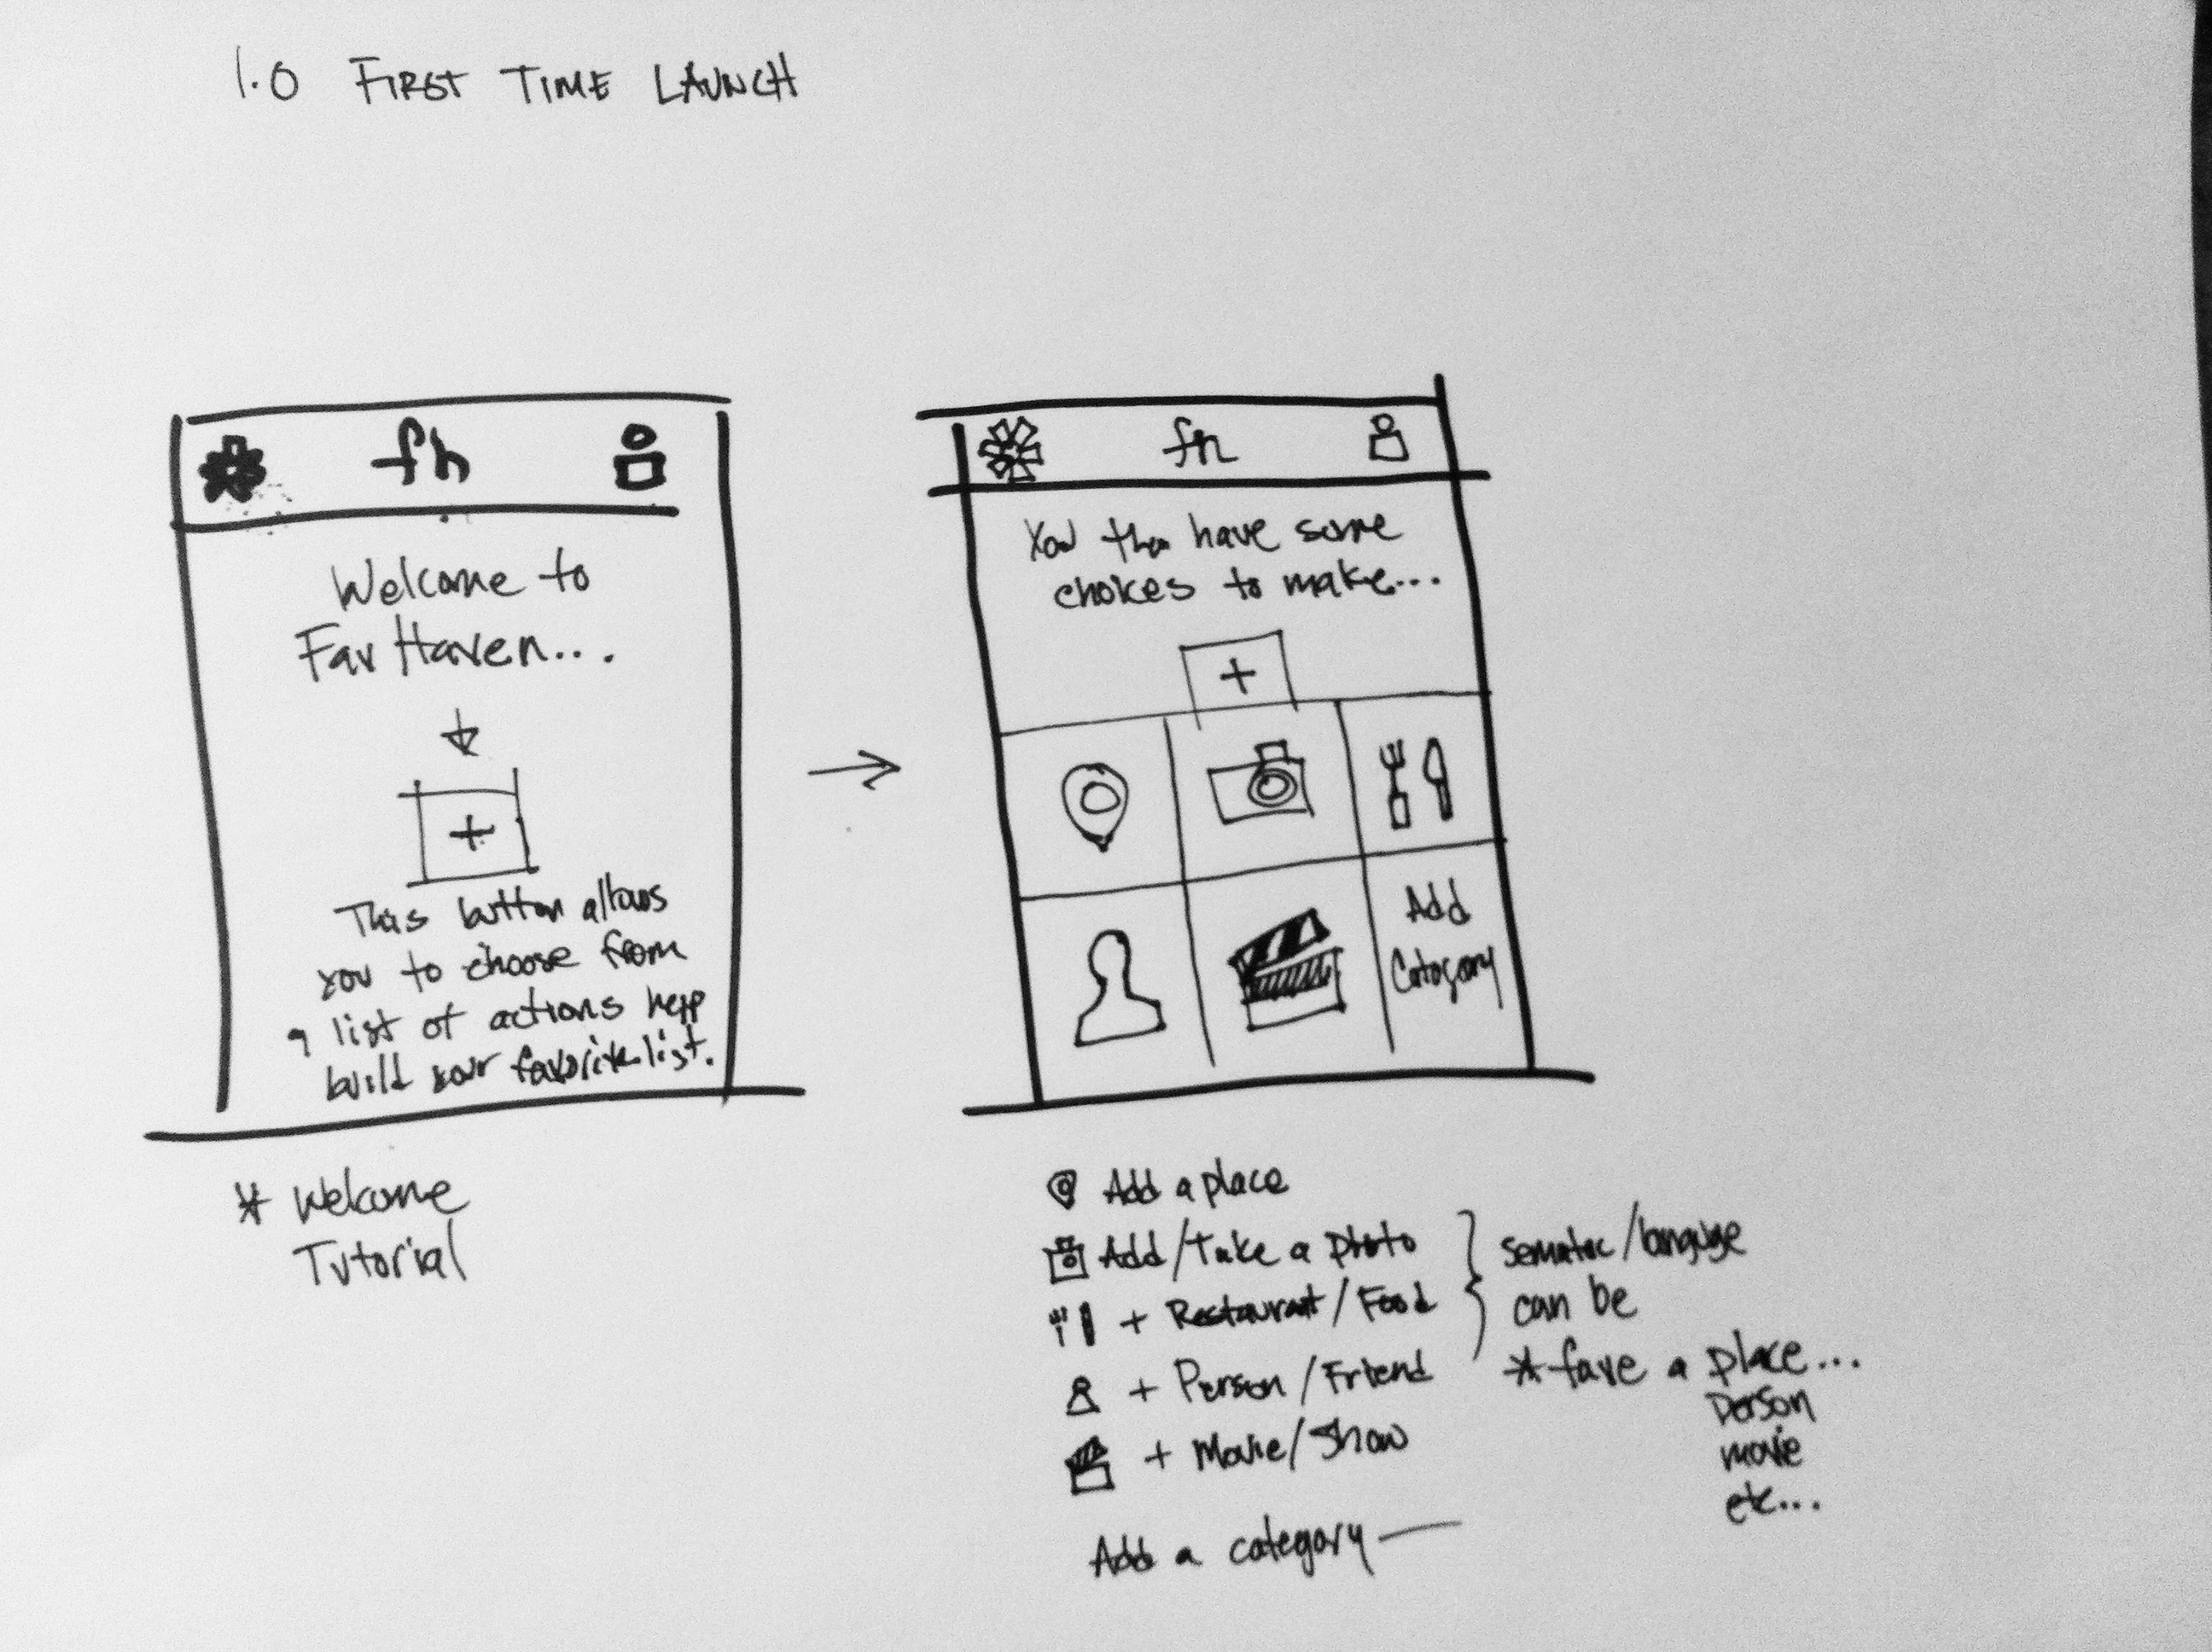 1.0 FIRST TIME LAUNCH
fh
Welcome to
Fav Haven...
+
This button allows
you to choose from
a list of actions help
build your favorite list.
* Welcome
Tutorial
fh
You then have some
choices to make...
+
Add
Catogory
Add a place
Add/Take a photo
+ Restaurant/Food
+ Person/Friend
+ Movie/Show
Add a category —
sematic/languge
can be
* fave a place...
person
movie
etc...